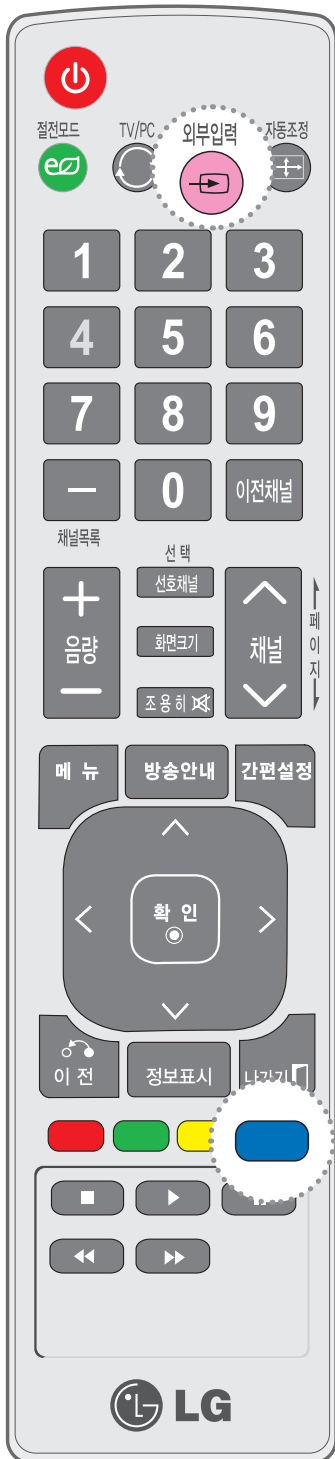 절전모드 TV/PC 외부입력 자동조정
1 2 3
4 5 6
7 8 9
0 이전채널
채널목록
선 택
선호채널
음량 화면크기 채널 페이지
조용히
메 뉴 방송안내 간편설정
확 인
이 전 정보표시 나가기
LG